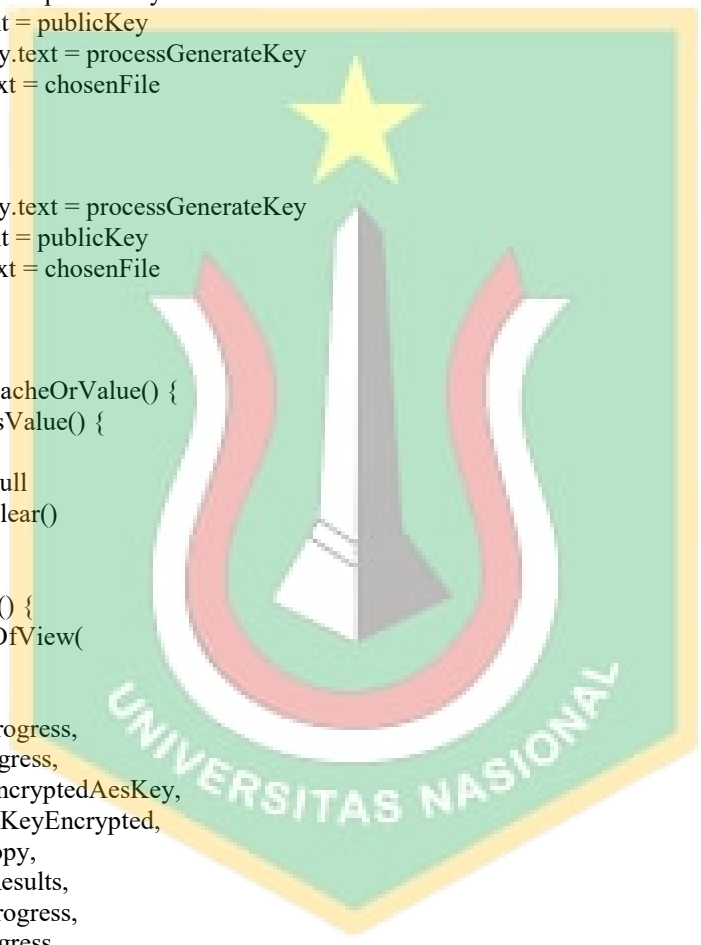 t = publicKey
y.text = processGenerateKey
xt = chosenFile
y.text = processGenerateKey
t = publicKey
xt = chosenFile
acheOrValue() {
sValue() {
ull
lear()
() {
OfView(
rogress,
gress,
ncryptedAesKey,
KeyEncrypted,
opy,
esults,
rogress,
UNIVERSITAS NASIONAL